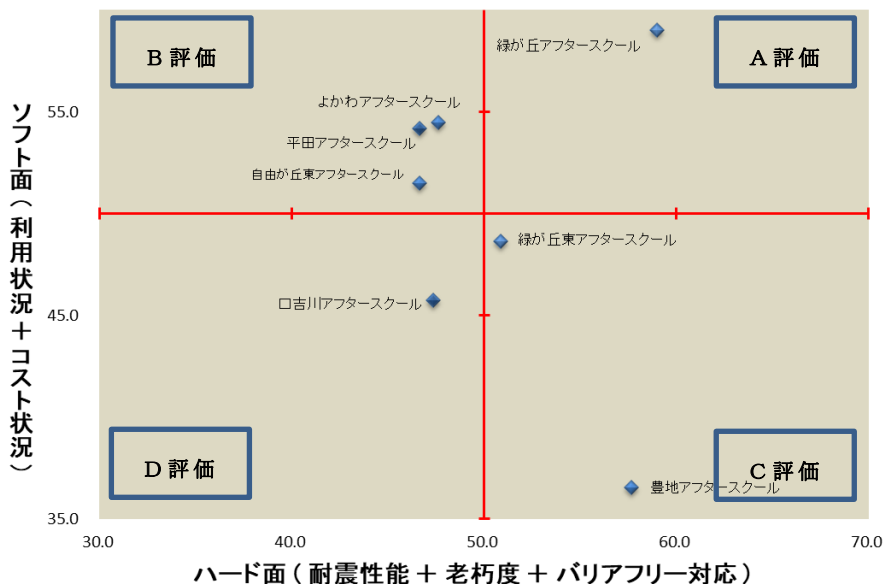 B 評価
A 評価
緑が丘アフタースクール
よかわアフタースクール
平田アフタースクール
自由が丘東アフタースクール
緑が丘東アフタースクール
口吉川アフタースクール
D 評価
C 評価
豊地アフタースクール
ソフト面(利用状況+コスト状況)
55.0
45.0
35.0
30.0
40.0
50.0
60.0
70.0
ハード面(耐震性能+老朽度+バリアフリー対応)